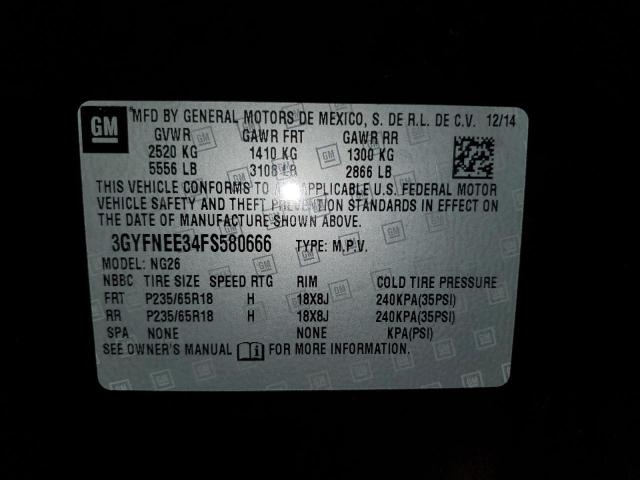 GM MFD BY GENERAL MOTORS DE MEXICO, S. DE R.L. DE C.V. 12/14
GVWR GAWR FRT GAWR RR
2520 KG 1410 KG 1300 KG
5556 LB 3108 LB 2866 LB
THIS VEHICLE CONFORMS TO ALL APPLICABLE U.S. FEDERAL MOTOR
VEHICLE SAFETY AND THEFT PREVENTION STANDARDS IN EFFECT ON
THE DATE OF MANUFACTURE SHOWN ABOVE.
3GYFNEE34FS580666 TYPE: M.P.V.
MODEL: NG26
NBBC TIRE SIZE SPEED RTG RIM COLD TIRE PRESSURE
FRT P235/65R18 H 18X8J 240KPA(35PSI)
RR P235/65R18 H 18X8J 240KPA(35PSI)
SPA NONE NONE KPA(PSI)
SEE OWNER'S MANUAL FOR MORE INFORMATION.